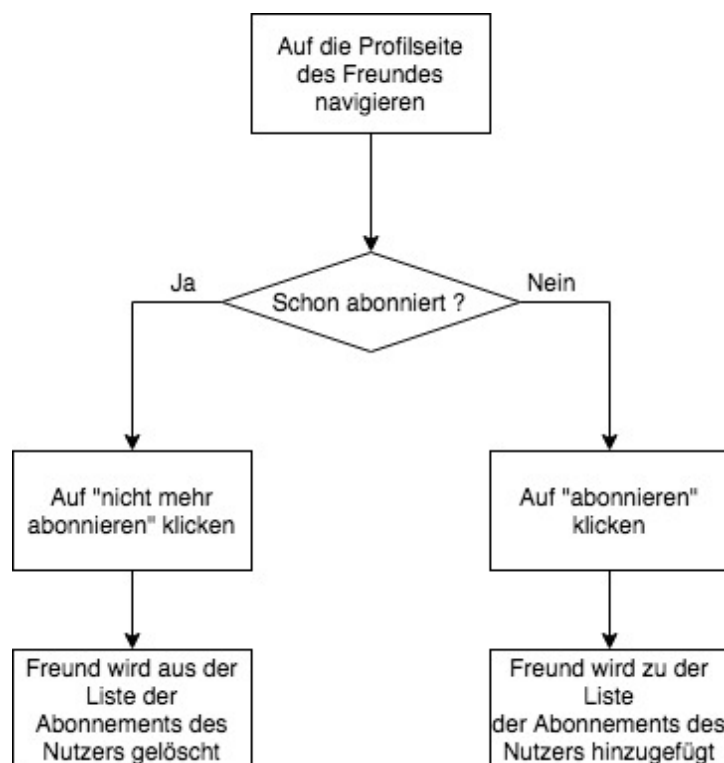 Auf die Profilseite
des Freundes
navigieren
Ja
Nein
Schon abonniert ?
Auf "nicht mehr
abonnieren" klicken
Auf "abonnieren"
klicken
Freund wird aus der
Liste der
Abonnements des
Nutzers gelöscht
Freund wird zu der
Liste
der Abonnements des
Nutzers hinzugefügt